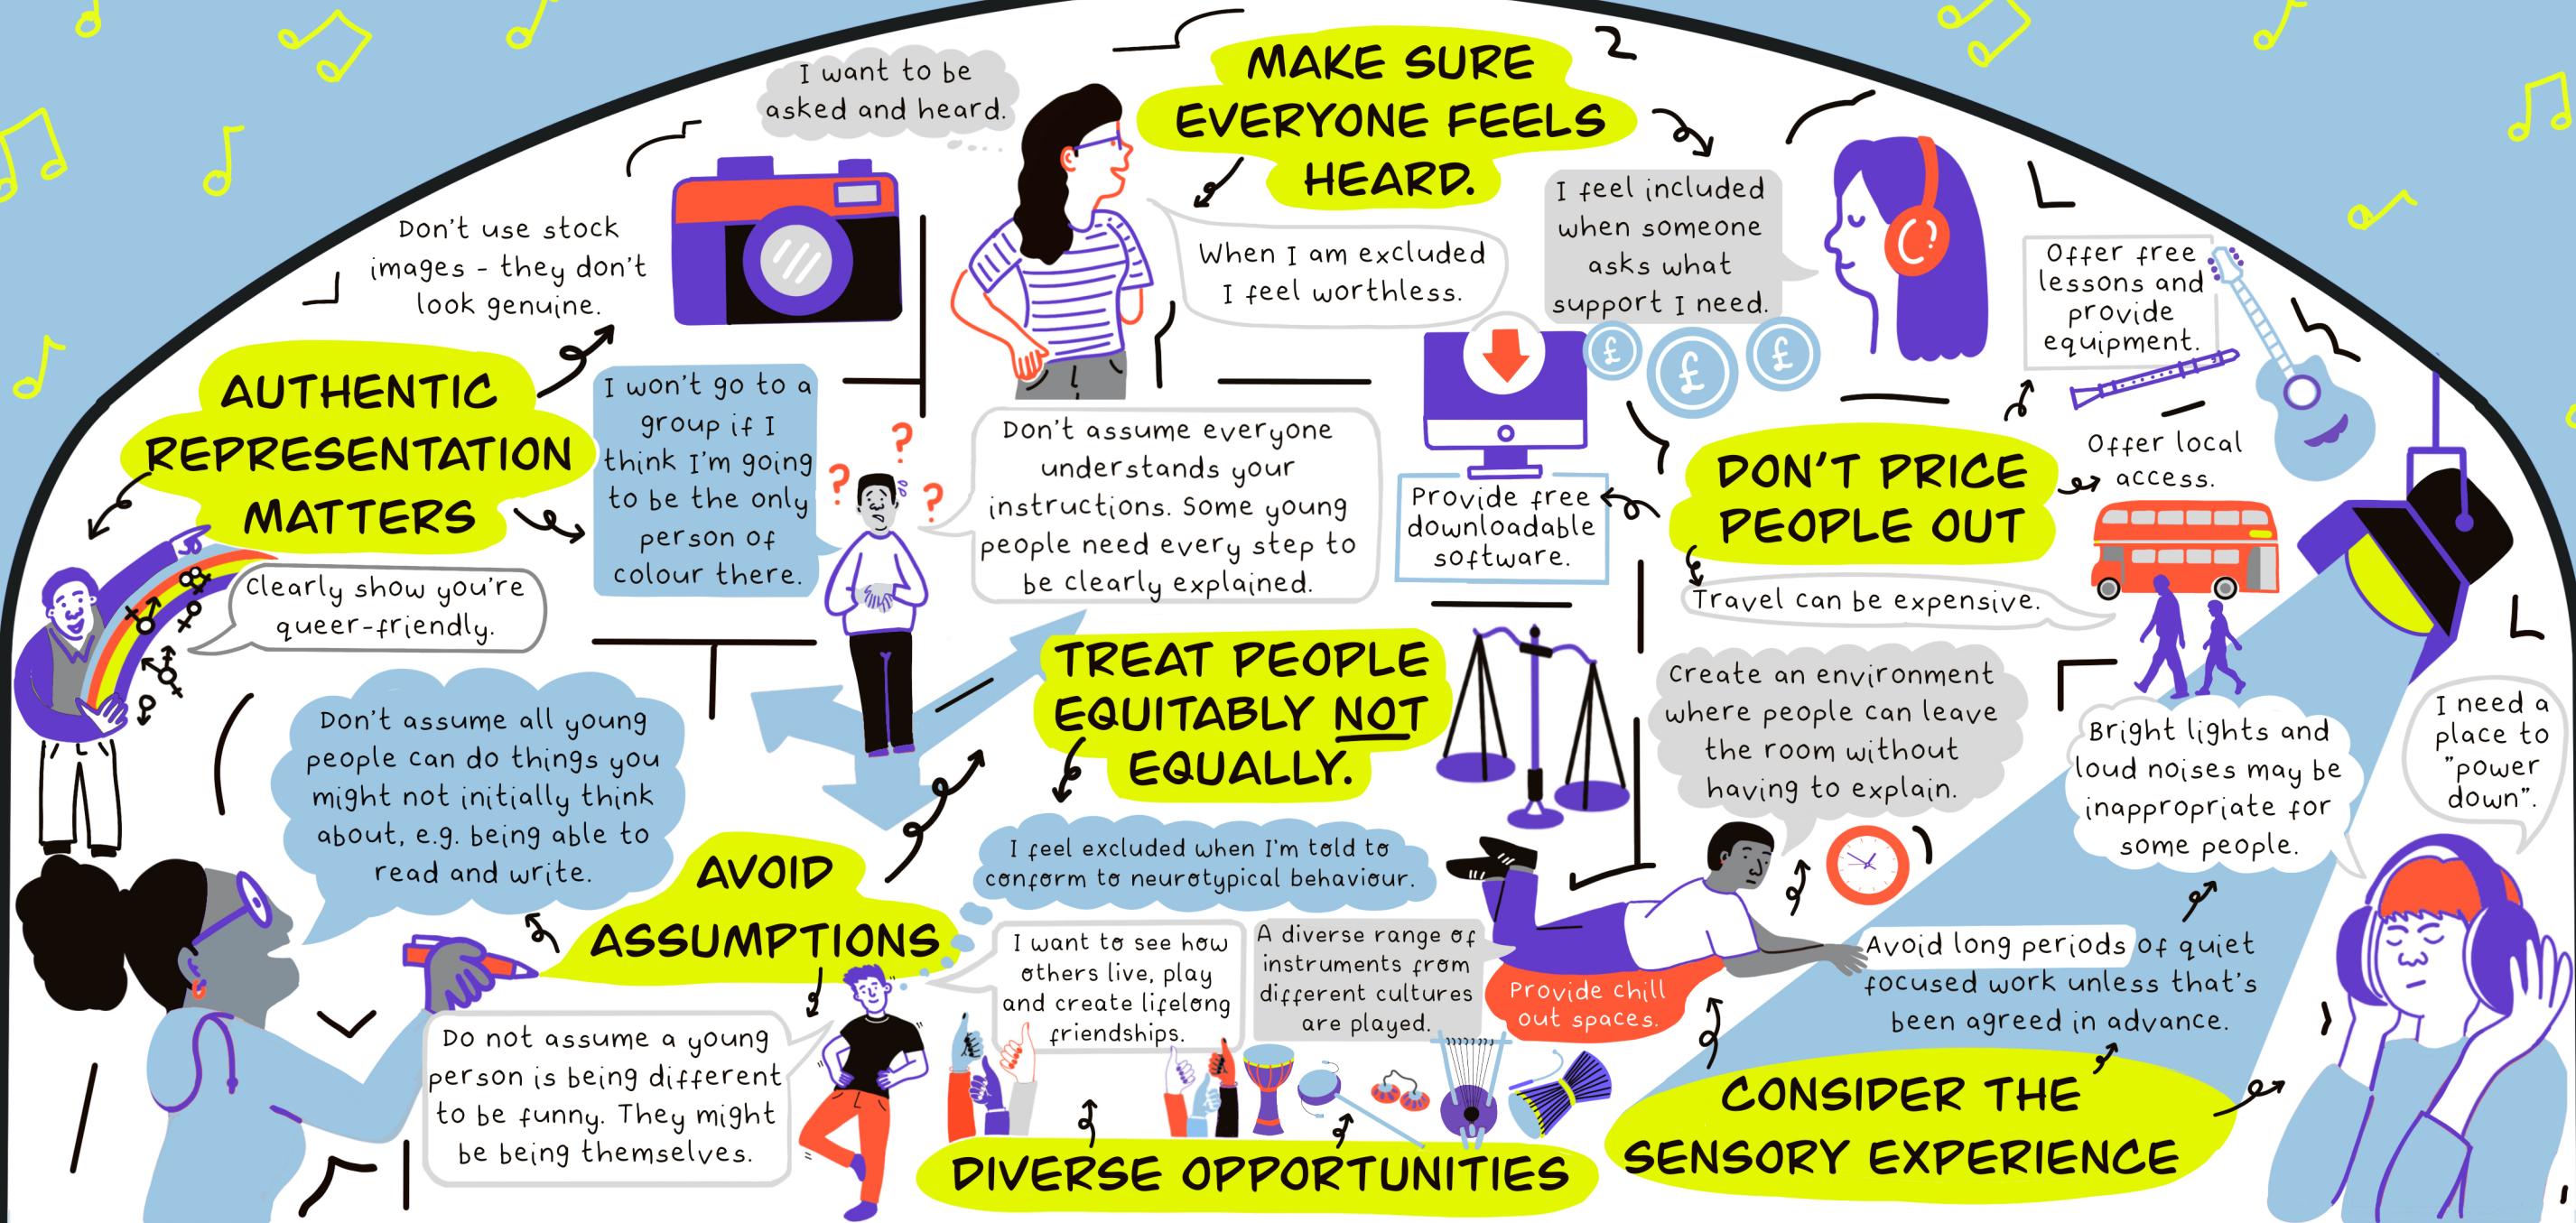 I want to be
asked and heard.
MAKE SURE
EVERYONE FEELS
HEARD.
When I am excluded
I feel worthless.
I feel included
when someone
asks what
support I need.
Don't use stock
images - they don't
look genuine.
AUTHENTIC
REPRESENTATION
MATTERS
I won't go to a
group if I
think I'm going
to be the only
person of
colour there.
Clearly show you're
queer-friendly.
? ? ?
Don't assume everyone
understands your
instructions. Some young
people need every step to
be clearly explained.
£ £ £
Provide free
downloadable
software.
DON'T PRICE
PEOPLE OUT
Offer free
lessons and
provide
equipment.
Offer local
access.
Travel can be expensive.
TREAT PEOPLE
EQUITABLY NOT
EQUALLY.
I feel excluded when I'm told to
conform to neurotypical behaviour.
Don't assume all young
people can do things you
might not initially think
about, e.g. being able to
read and write.
AVOID
ASSUMPTIONS
Do not assume a young
person is being different
to be funny. They might
be being themselves.
I want to see how
others live, play
and create lifelong
friendships.
A diverse range of
instruments from
different cultures
are played.
DIVERSE OPPORTUNITIES
Create an environment
where people can leave
the room without
having to explain.
Provide chill
out spaces.
Bright lights and
loud noises may be
inappropriate for
some people.
I need a
place to
"power
down".
Avoid long periods of quiet
focused work unless that's
been agreed in advance.
CONSIDER THE
SENSORY EXPERIENCE